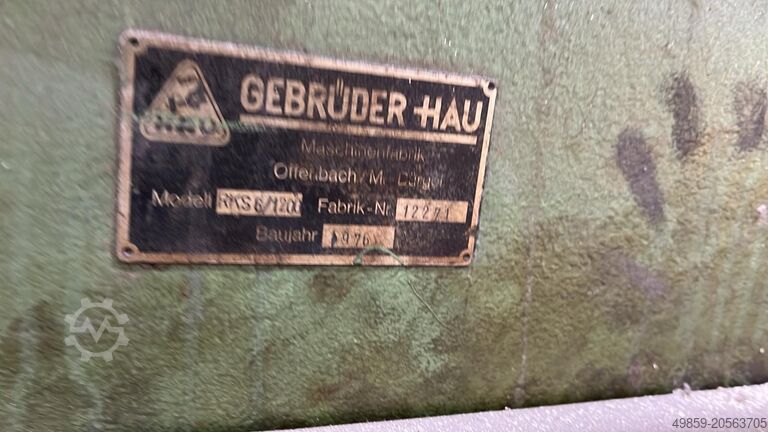 GEBRÜDER HAU
Maschinenfabrik
Offenbach/M. Bürgel
Modell RKS 6/1200 Fabrik-Nr. 12271
Baujahr 1976
49859-20563705